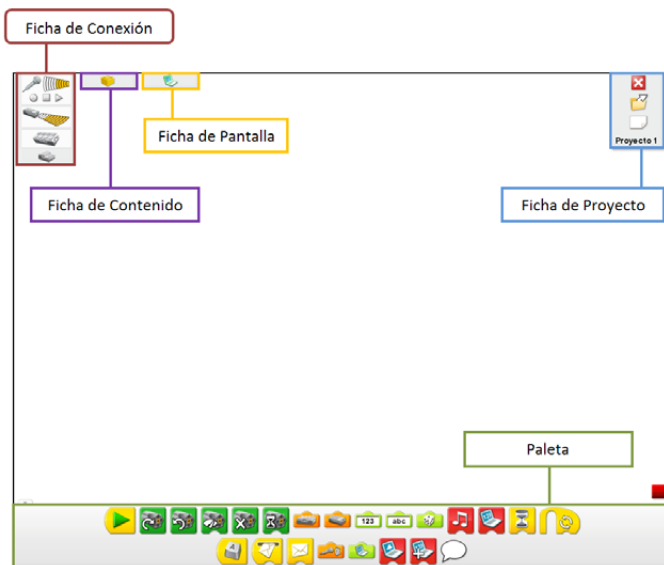 Ficha de Conexión
Ficha de Pantalla
Proyecto 1
Ficha de Contenido
Ficha de Proyecto
Paleta
123
abc